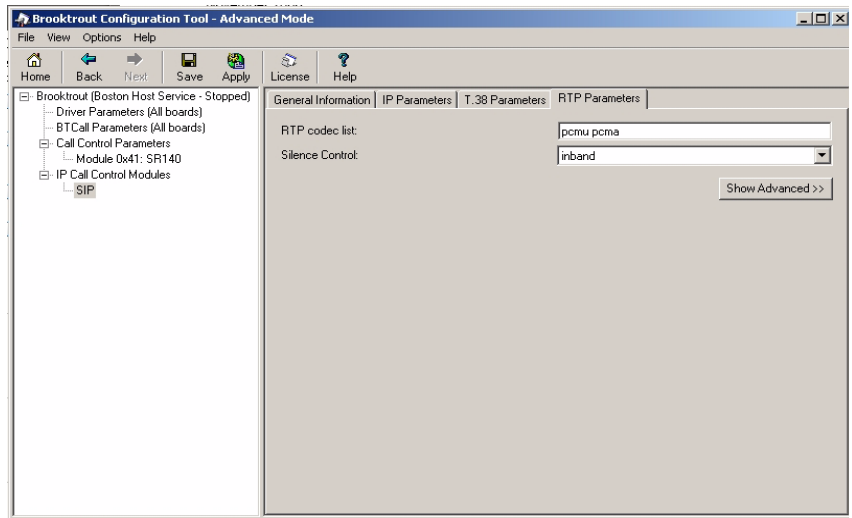 Brooktrout Configuration Tool - Advanced Mode
File View Options Help
Home Back Next Save Apply License Help
Brooktrout (Boston Host Service - Stopped)
Driver Parameters (All boards)
BTCall Parameters (All boards)
Call Control Parameters
Module 0x41: SR140
IP Call Control Modules
SIP
General Information IP Parameters T.38 Parameters RTP Parameters
RTP codec list: pcmu pcma
Silence Control: inband
Show Advanced >>